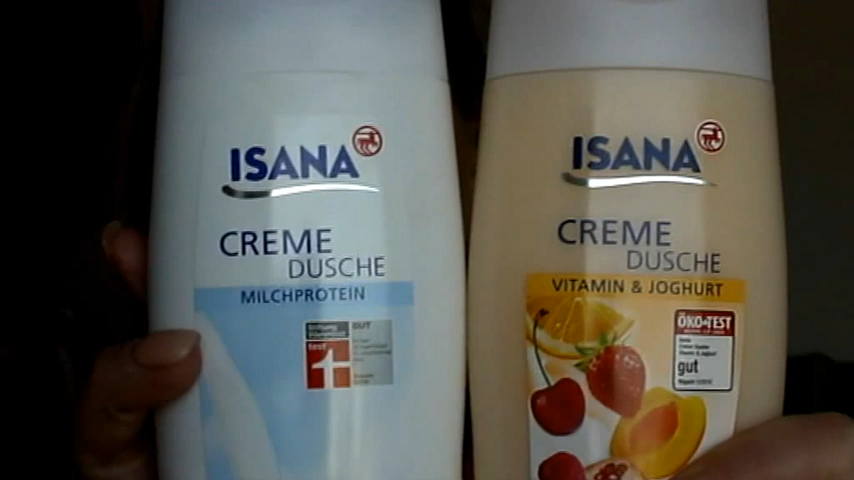 ISANA
CREME
DUSCHE
MILCHPROTEIN
test
GUT
ISANA
CREME
DUSCHE
VITAMIN & JOGHURT
ÖKO-TEST
gut